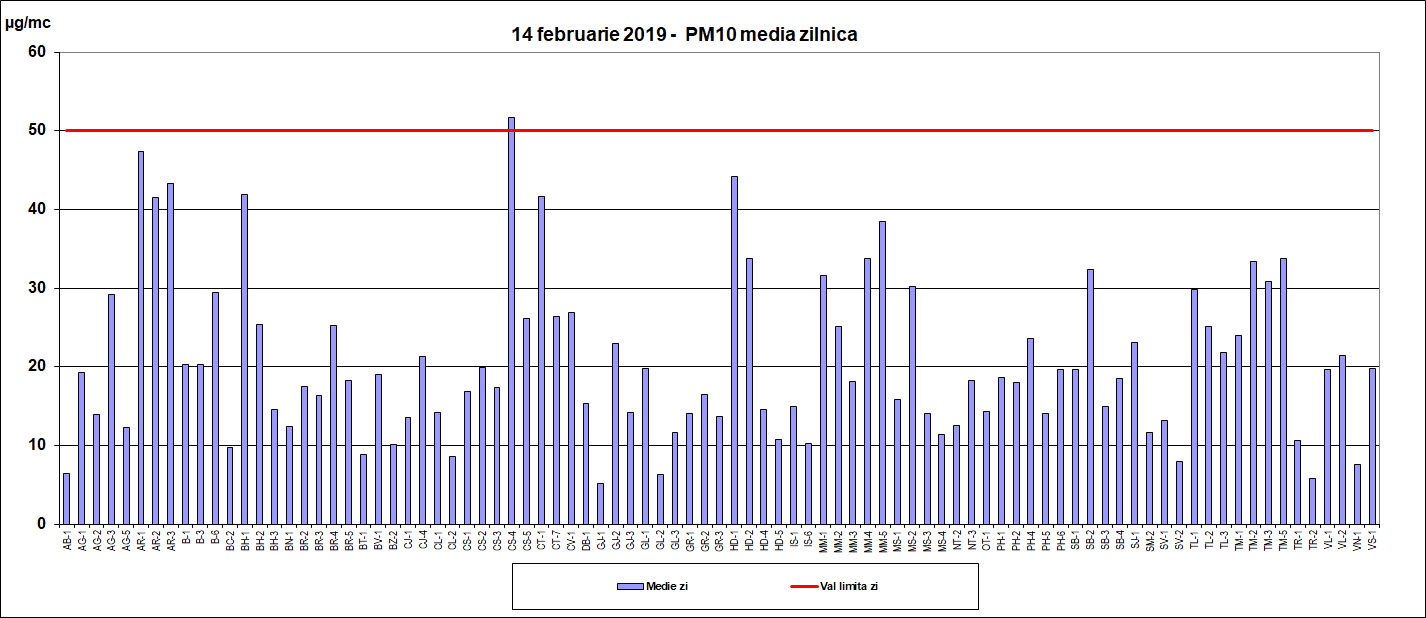 µg/mc
14 februarie 2019 - PM10 media zilnica
60
50
40
30
20
10
0
AB-1 AG-1 AG-2 AG-3 AG-5 AR-1 AR-2 AR-3 B-1 B-3 B-6 BC-2 BH-1 BH-2 BH-3 BN-1 BR-2 BR-3 BR-4 BR-5 BT-1 BV-1 BZ-2 CJ-1 CJ-4 CL-1 CL-2 CS-1 CS-2 CS-3 CS-4 CS-5 CT-1 CT-7 CV-1 DB-1 GJ-1 GJ-2 GJ-3 GL-1 GL-2 GL-3 GR-1 GR-2 GR-3 HD-1 HD-2 HD-4 HD-5 IS-1 IS-6 MM-1 MM-2 MM-3 MM-4 MM-5 MS-1 MS-2 MS-3 MS-4 NT-2 NT-3 OT-1 PH-1 PH-2 PH-4 PH-5 PH-6 SB-1 SB-2 SB-3 SB-4 SJ-1 SM-2 SV-1 SV-2 TL-1 TL-2 TL-3 TM-1 TM-2 TM-3 TM-5 TR-1 TR-2 VL-1 VL-2 VN-1 VS-1
Medie zi
Val limita zi